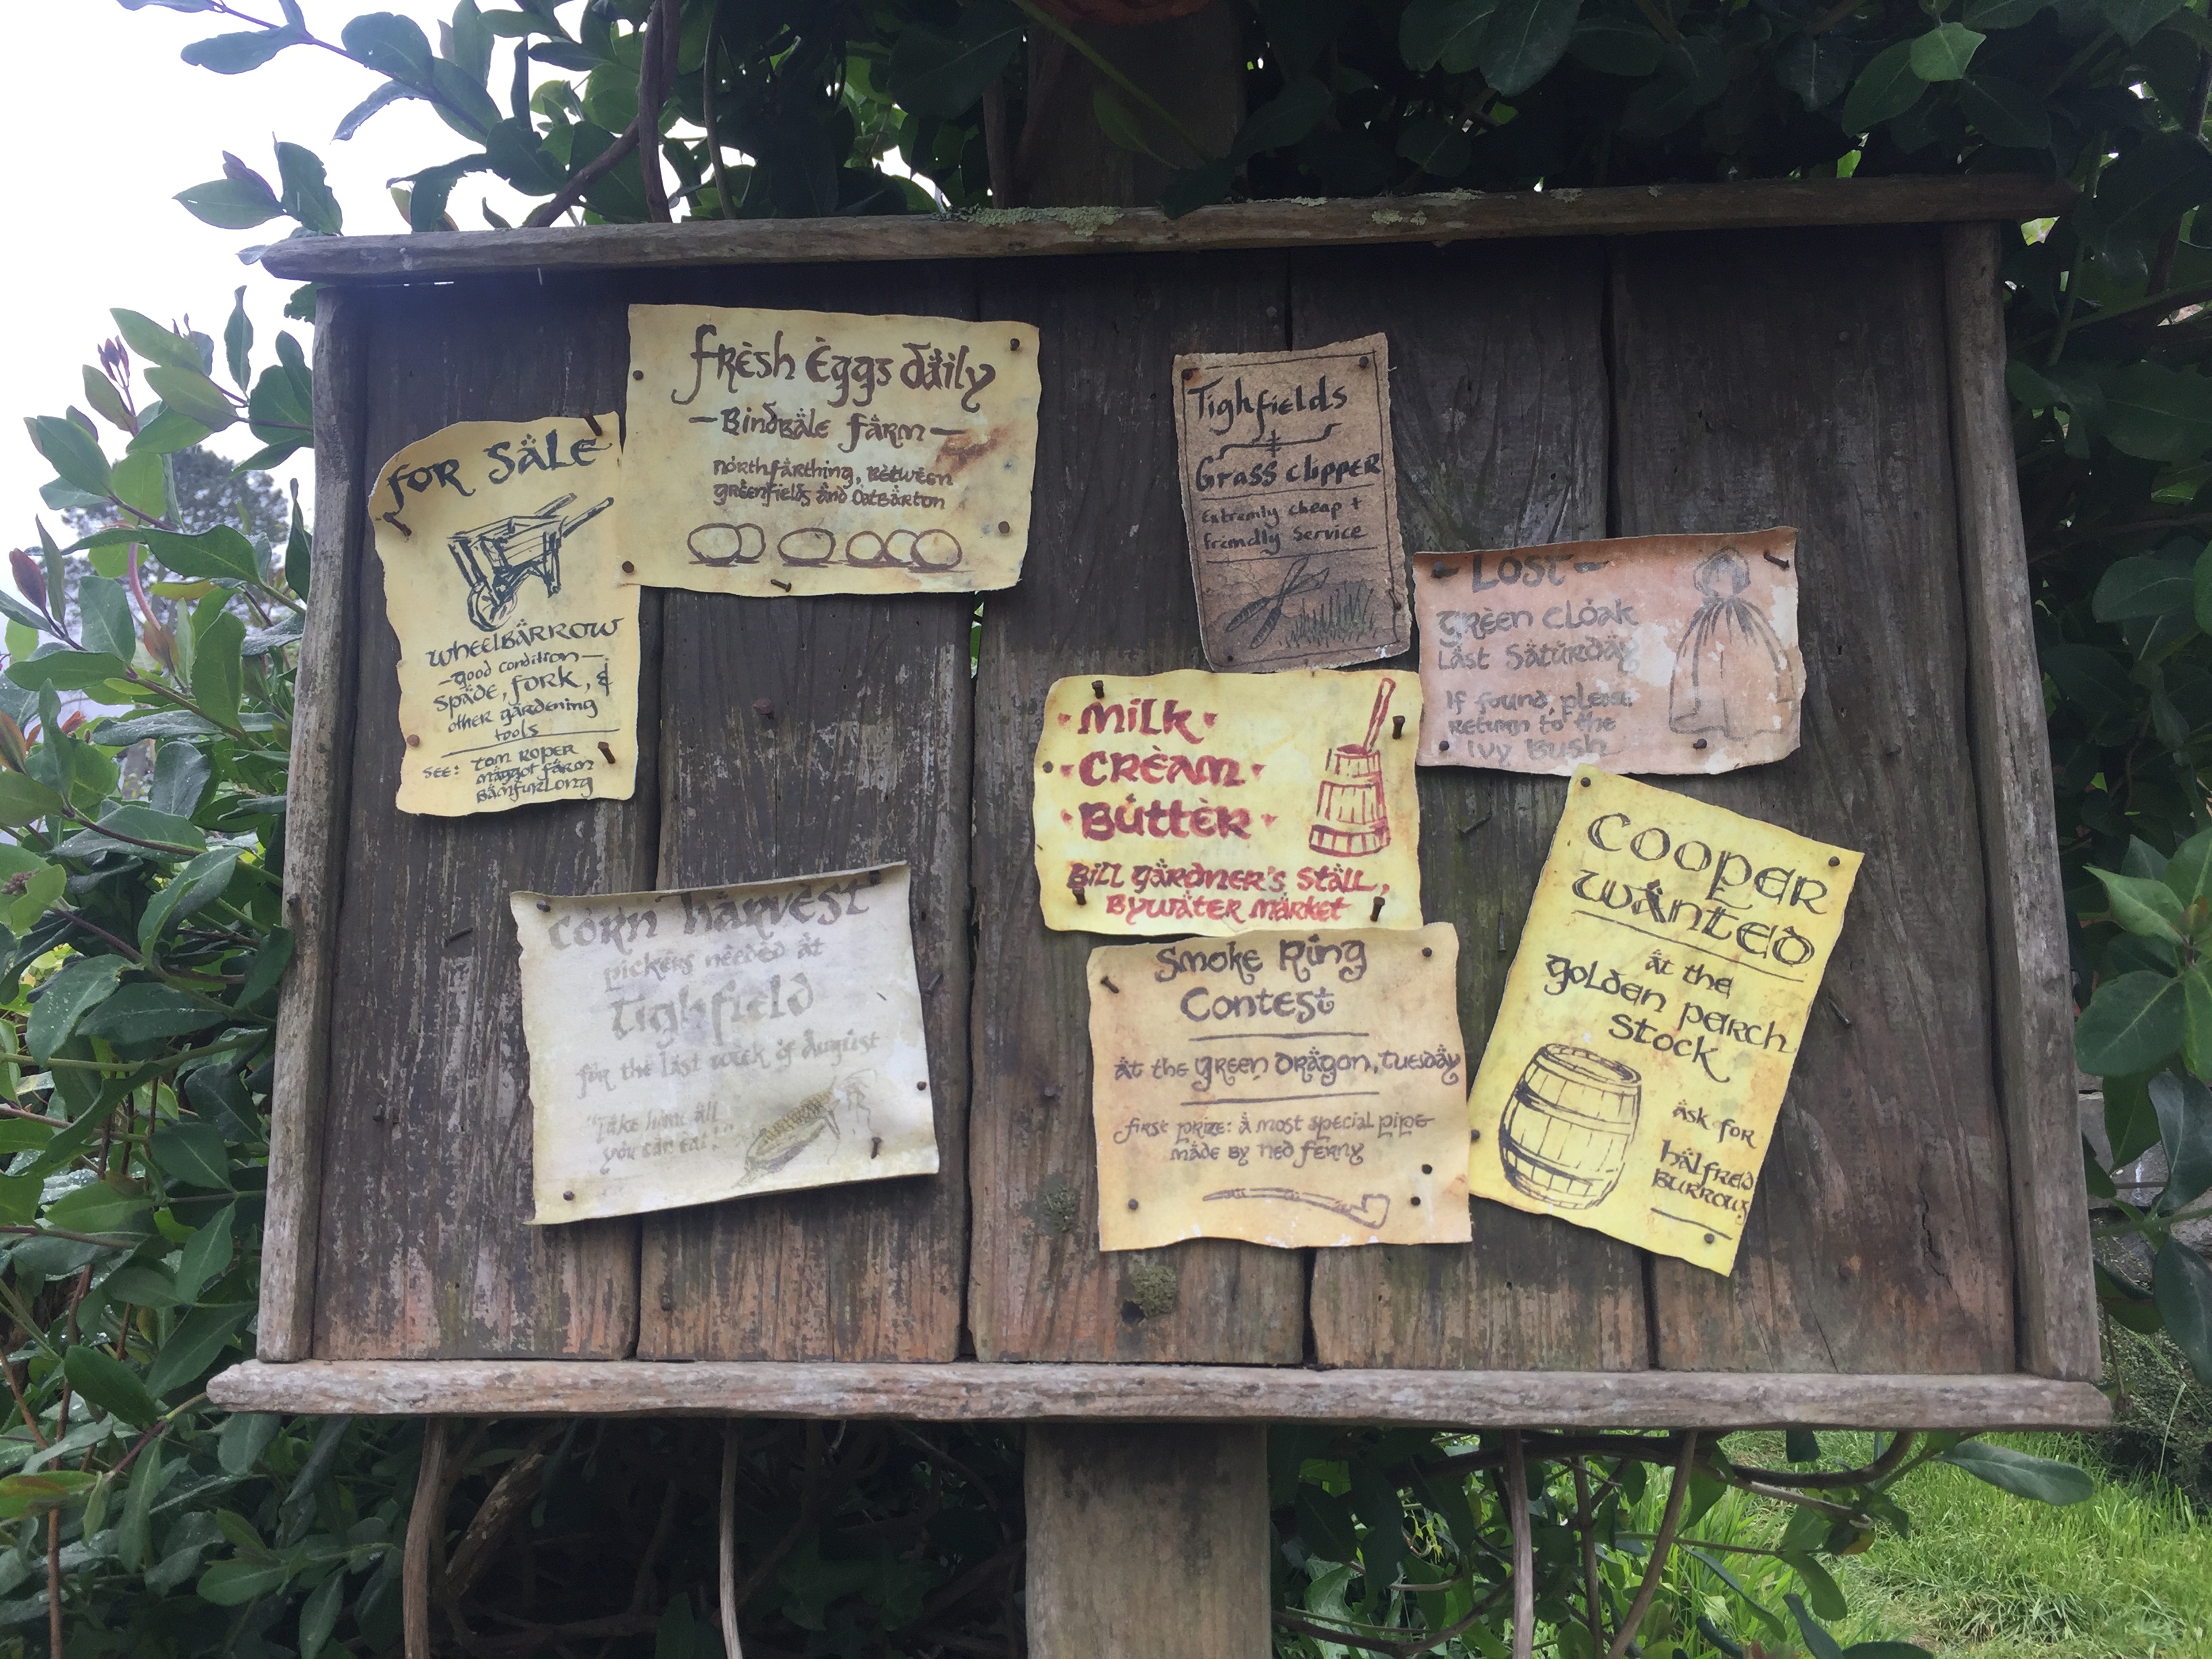 FOR SALE
WHEELBARROW
- good condition -
SPADE, FORK, &
other gardening
tools
SEE: TOM ROPER
MAGGOT FARM
BAMFURLONG
fresh Eggs daily
- Bindbale Farm -
Northfarthing, Between
greenfields and Oatbarton
Tighfields
Grass clipper
Extremly cheap +
friendly service
- LOST -
GREEN CLOAK
LAST SATURDAY
If found, please
return to the
Ivy Bush
· Milk ·
· CREAM ·
· Butter ·
Bill Gardner's Stall,
Bywater Market
Corn harvest
pickers needed at
Tighfield
for the last week of August
"Take home all
you can eat!"
Smoke Ring
Contest
at the Green Dragon, Tuesday
first prize: A most special pipe
made by Ned Ferny
COOPER
WANTED
at the
golden perch
Stock
ask for
halfred
Burrows